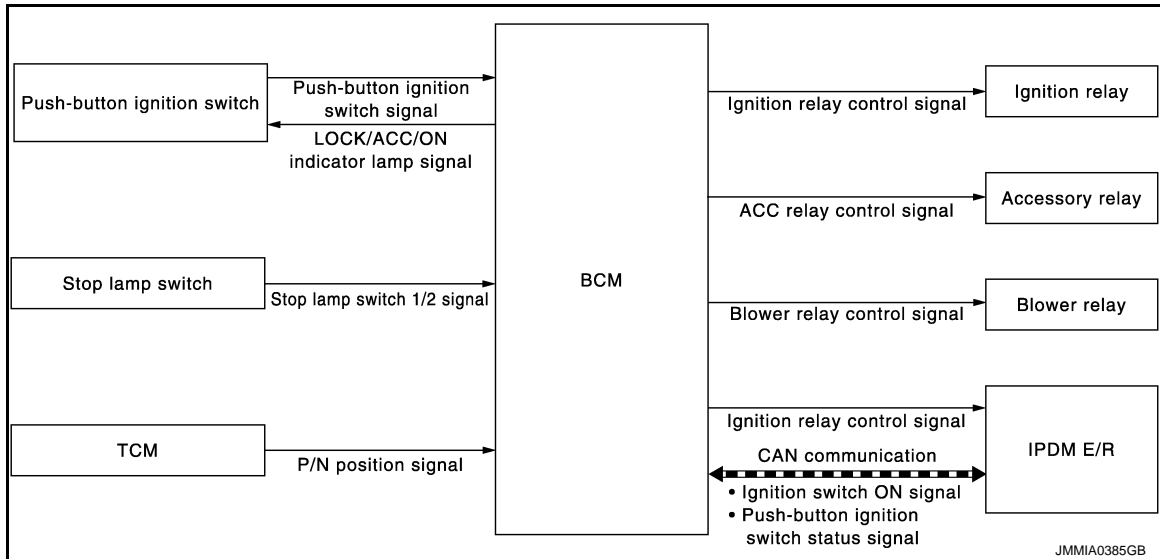 Push-button ignition switch
Push-button ignition
switch signal
LOCK/ACC/ON
indicator lamp signal
Stop lamp switch
Stop lamp switch 1/2 signal
TCM
P/N position signal
BCM
Ignition relay control signal
Ignition relay
ACC relay control signal
Accessory relay
Blower relay control signal
Blower relay
Ignition relay control signal
CAN communication
• Ignition switch ON signal
• Push-button ignition
switch status signal
IPDM E/R
JMMIA0385GB